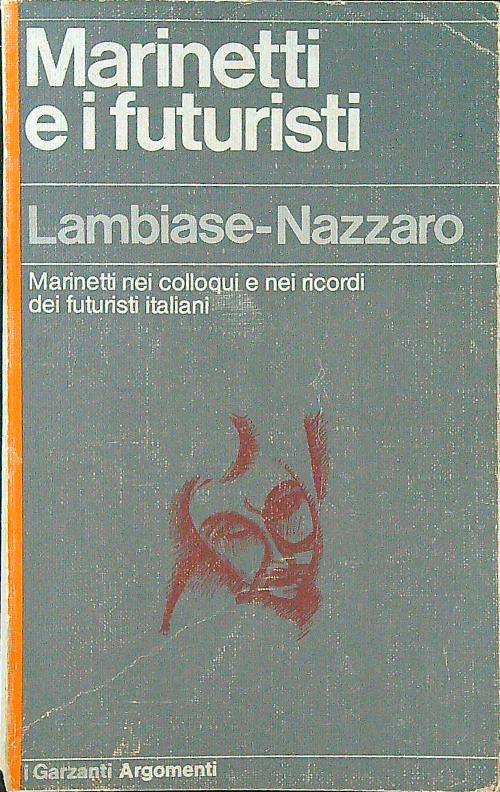 Marinetti
e i futuristi
Lambiase-Nazzaro
Marinetti nei colloqui e nei ricordi
dei futuristi italiani
i Garzanti Argomenti